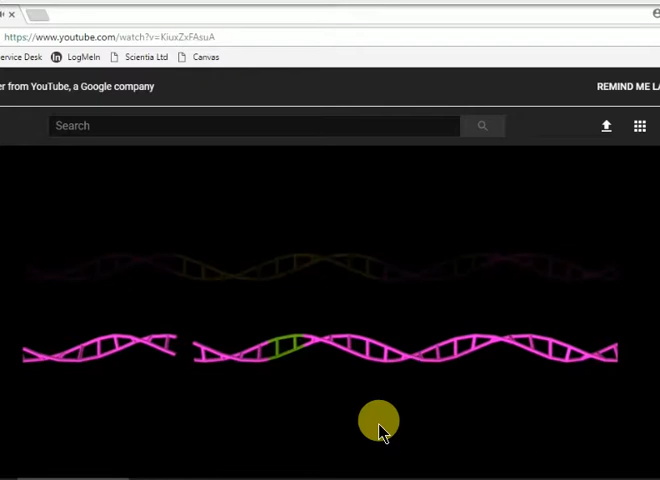 https://www.youtube.com/watch?v=KiuxZxFAsuA
ervice Desk LogMeIn Scientia Ltd Canvas
er from YouTube, a Google company REMIND ME LA
Search